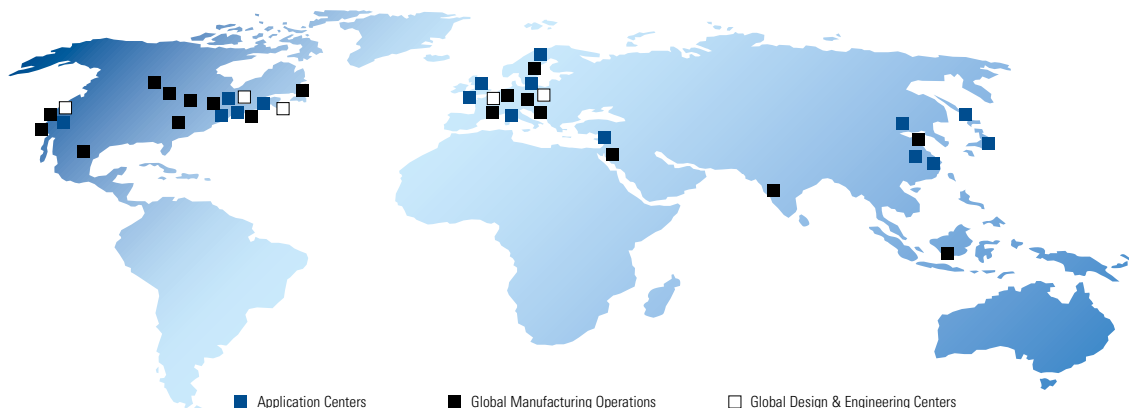 Application Centers
Global Manufacturing Operations
Global Design & Engineering Centers